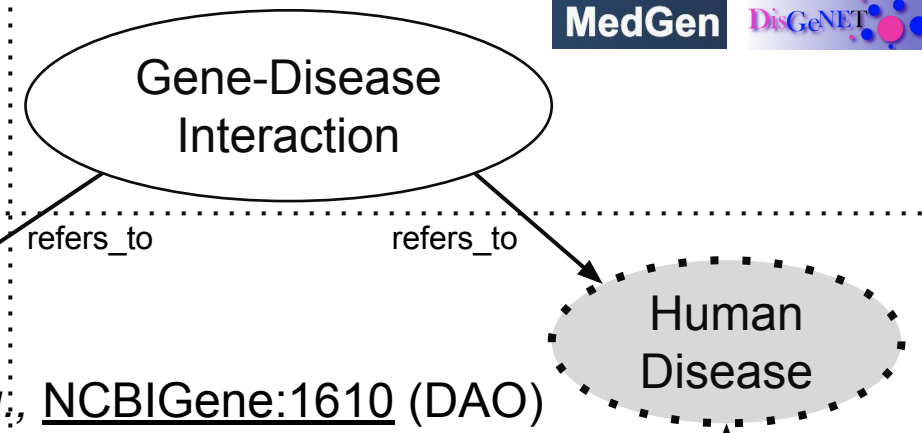 MedGen
DisGeNET
Gene-Disease
Interaction
refers_to
refers_to
Human
Disease
., NCBIGene:1610 (DAO)